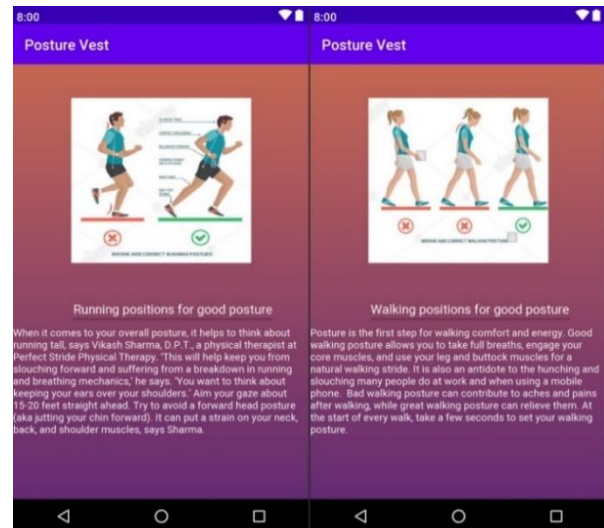 8:00
Posture Vest
WRONG AND CORRECT RUNNING POSTURE
Running positions for good posture
When it comes to your overall posture, it helps to think about
running tall, says Vikash Sharma, D.P.T., a physical therapist at
Perfect Stride Physical Therapy. 'This will help keep you from
slouching forward and suffering from a breakdown in running
and breathing mechanics,' he says. 'You want to think about
keeping your ears over your shoulders.' Aim your gaze about
15-20 feet straight ahead. Try to avoid a forward head posture
(aka jutting your chin forward). It can put a strain on your neck,
back, and shoulder muscles, says Sharma.
8:00
Posture Vest
WRONG AND CORRECT WALKING POSTURE
Walking positions for good posture
Posture is the first step for walking comfort and energy. Good
walking posture allows you to take full breaths, engage your
core muscles, and use your leg and buttock muscles for a
natural walking stride. It is also an antidote to the hunching and
slouching many people do at work and when using a mobile
phone. Bad walking posture can contribute to aches and pains
after walking, while great walking posture can relieve them. At
the start of every walk, take a few seconds to set your walking
posture.